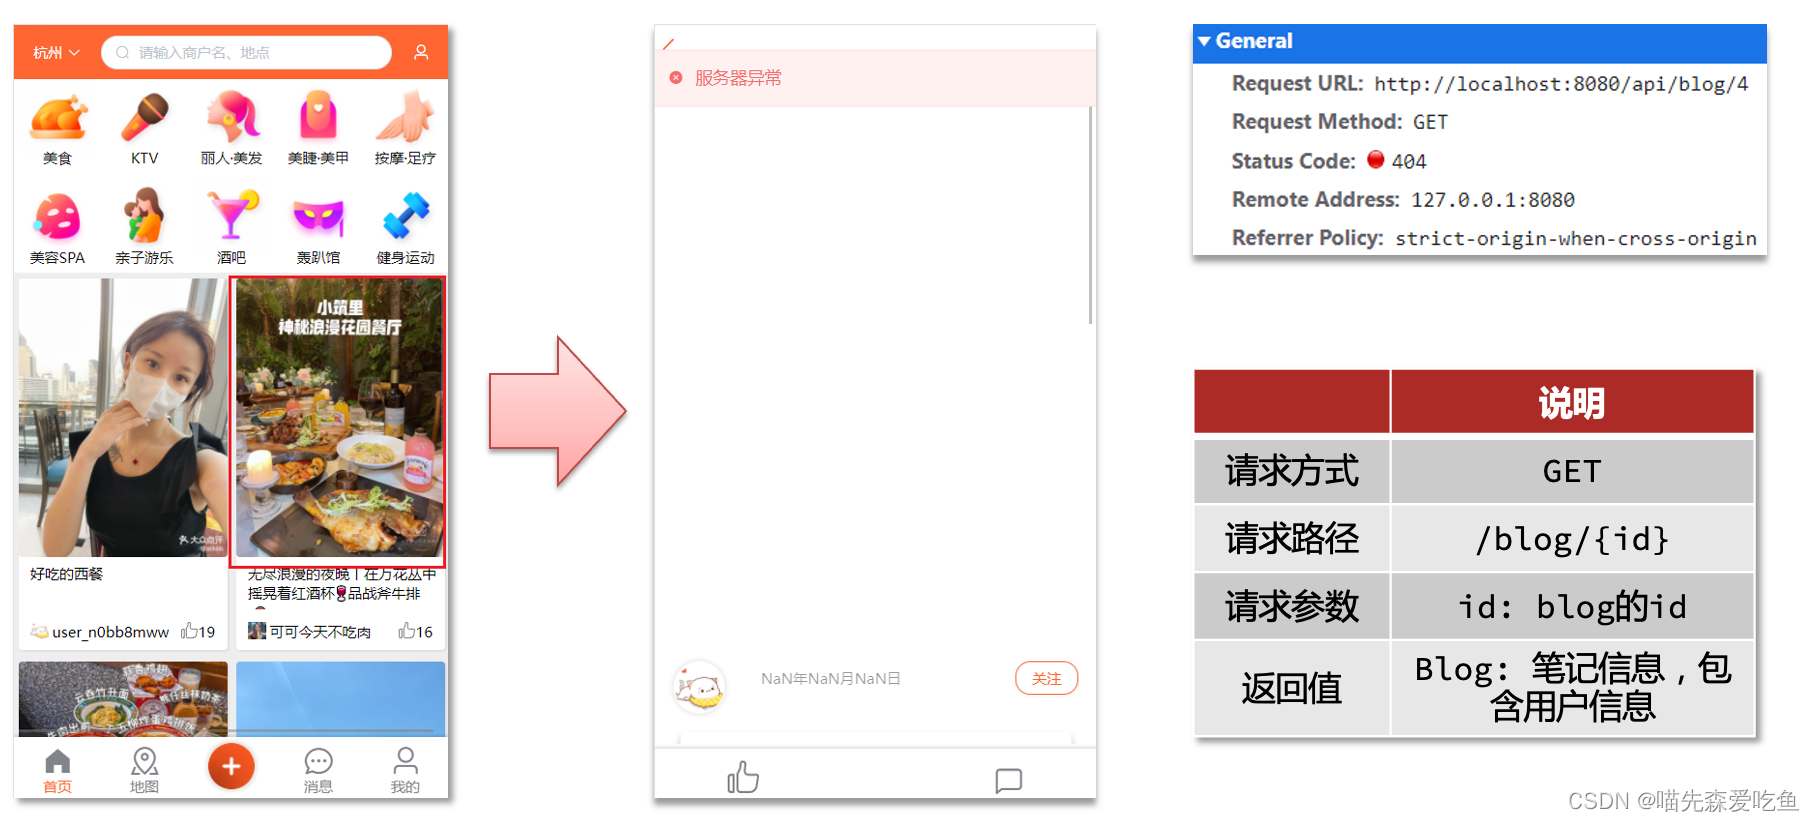 杭州
请输入商户名、地点
美食
KTV
丽人·美发
美睫·美甲
按摩·足疗
美容SPA
亲子游乐
酒吧
轰趴馆
健身运动
小筑里
神秘浪漫花园餐厅
大众点评
好吃的西餐
无尽浪漫的夜晚丨在万花丛中
摇晃着红酒杯🍷品战斧牛排
user_n0bb8mww
19
可可今天不吃肉
16
首页
地图
消息
我的
服务器异常
NaN年NaN月NaN日
关注
General
Request URL: http://localhost:8080/api/blog/4
Request Method: GET
Status Code: 404
Remote Address: 127.0.0.1:8080
Referrer Policy: strict-origin-when-cross-origin
说明
请求方式 GET
请求路径 /blog/{id}
请求参数 id: blog的id
返回值 Blog: 笔记信息，包
含用户信息
CSDN @喵先森爱吃鱼